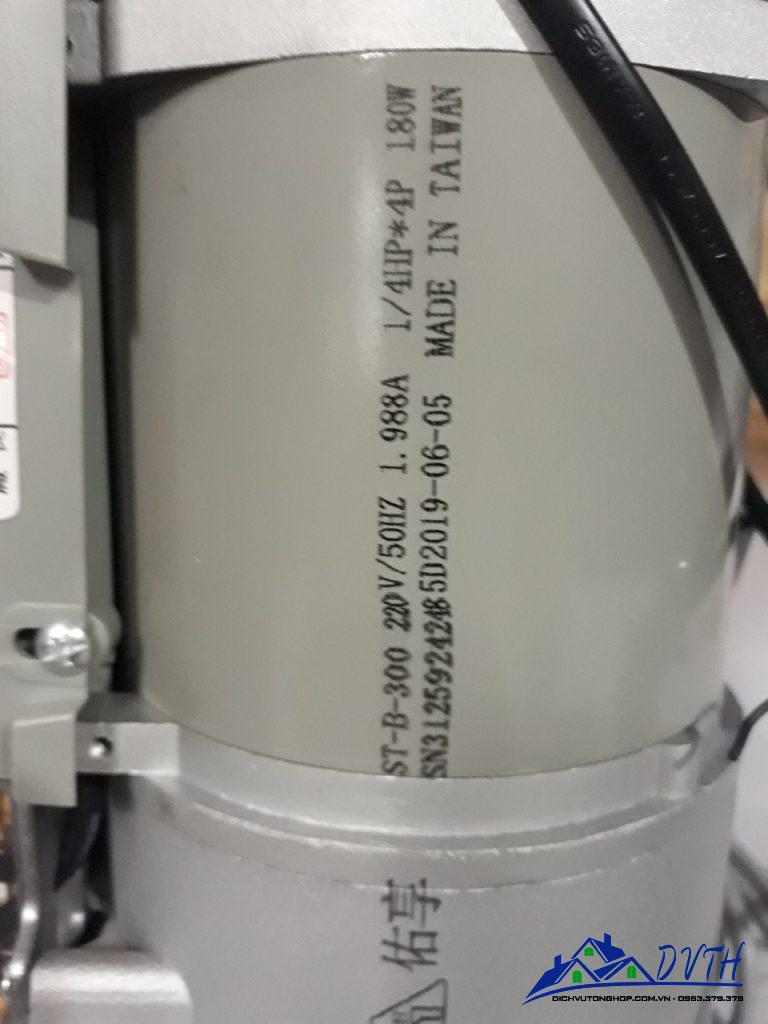 ST-B-300 220V/50HZ 1.988A 1/4HP*4P 180W
SN31259242485D2019-06-05 MADE IN TAIWAN
佑享
DVTH
DICHVUTONGHOP.COM.VN - 0963.379.379